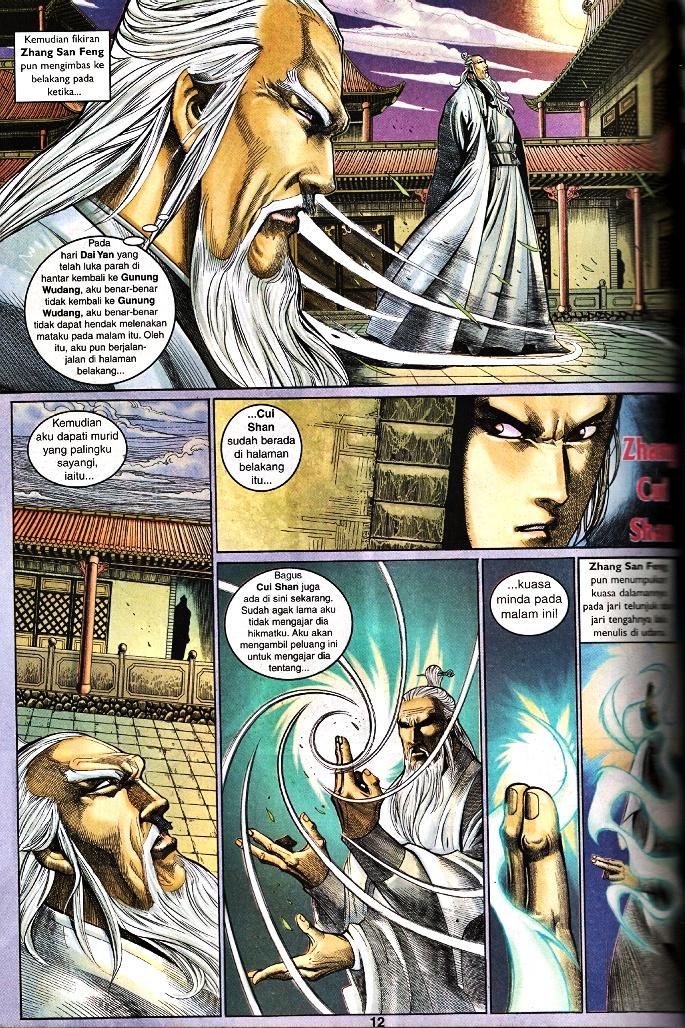 Kemudian fikiran
Zhang San Feng
pun mengimbas ke
belakang pada
ketika...
Pada
hari Dai Yan yang
telah luka parah di
hantar kembali ke Gunung
Wudang, aku benar-benar
tidak kembali ke Gunung
Wudang, aku benar-benar
tidak dapat hendak melenakan
mataku pada malam itu. Oleh
itu, aku pun berjalan-
jalan di halaman
belakang...
Kemudian
aku dapati murid
yang palingku
sayangi,
iaitu...
...Cui
Shan
sudah berada
di halaman
belakang
itu...
Zhang
Cui
Shan
Bagus
Cui Shan juga
ada di sini sekarang.
Sudah agak lama aku
tidak mengajar dia
hikmatku. Aku akan
mengambil peluang ini
untuk mengajar dia
tentang...
...kuasa
minda pada
malam ini!
Zhang San Feng
pun menumpukan
kuasa dalamannya
pada jari telunjuk dan
jari tengahnya lalu
menulis di udara.
12